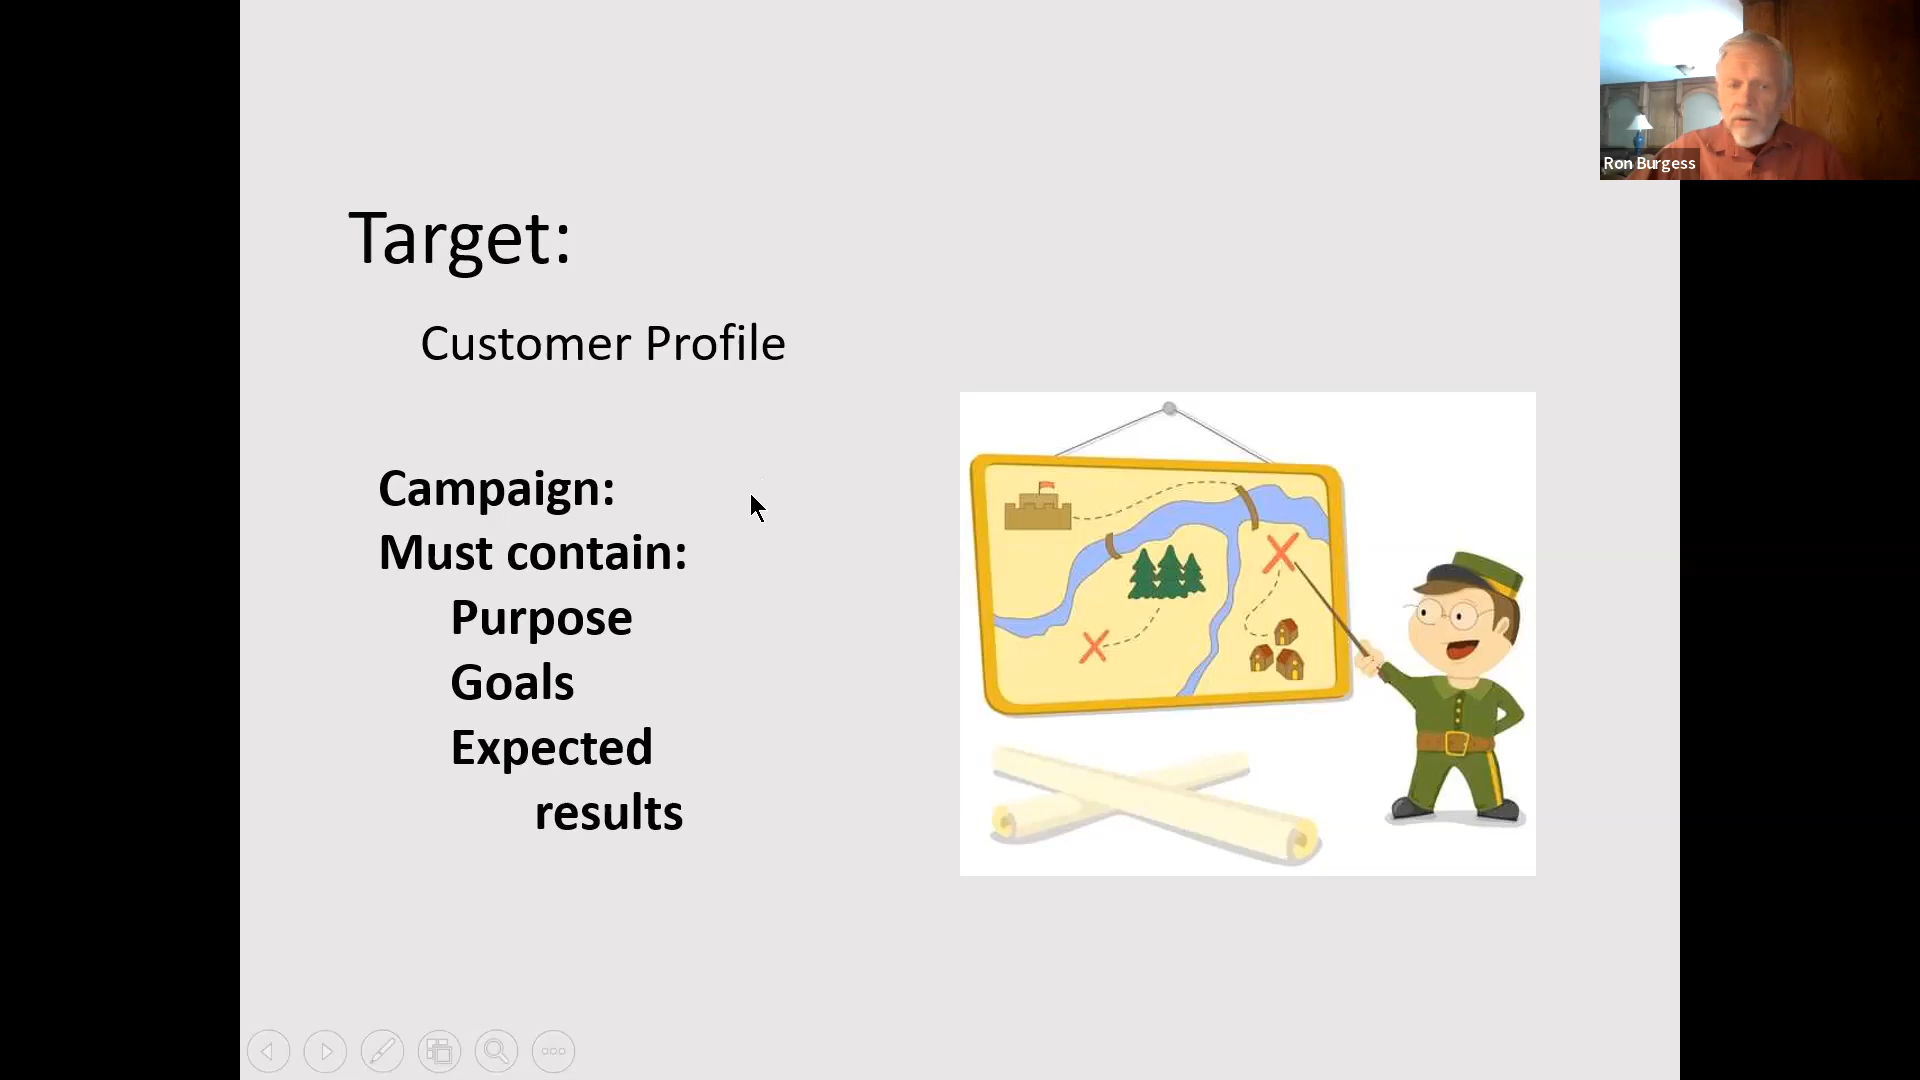 Ron Burgess
Target:
Customer Profile
Campaign:
Must contain:
Purpose
Goals
Expected
results